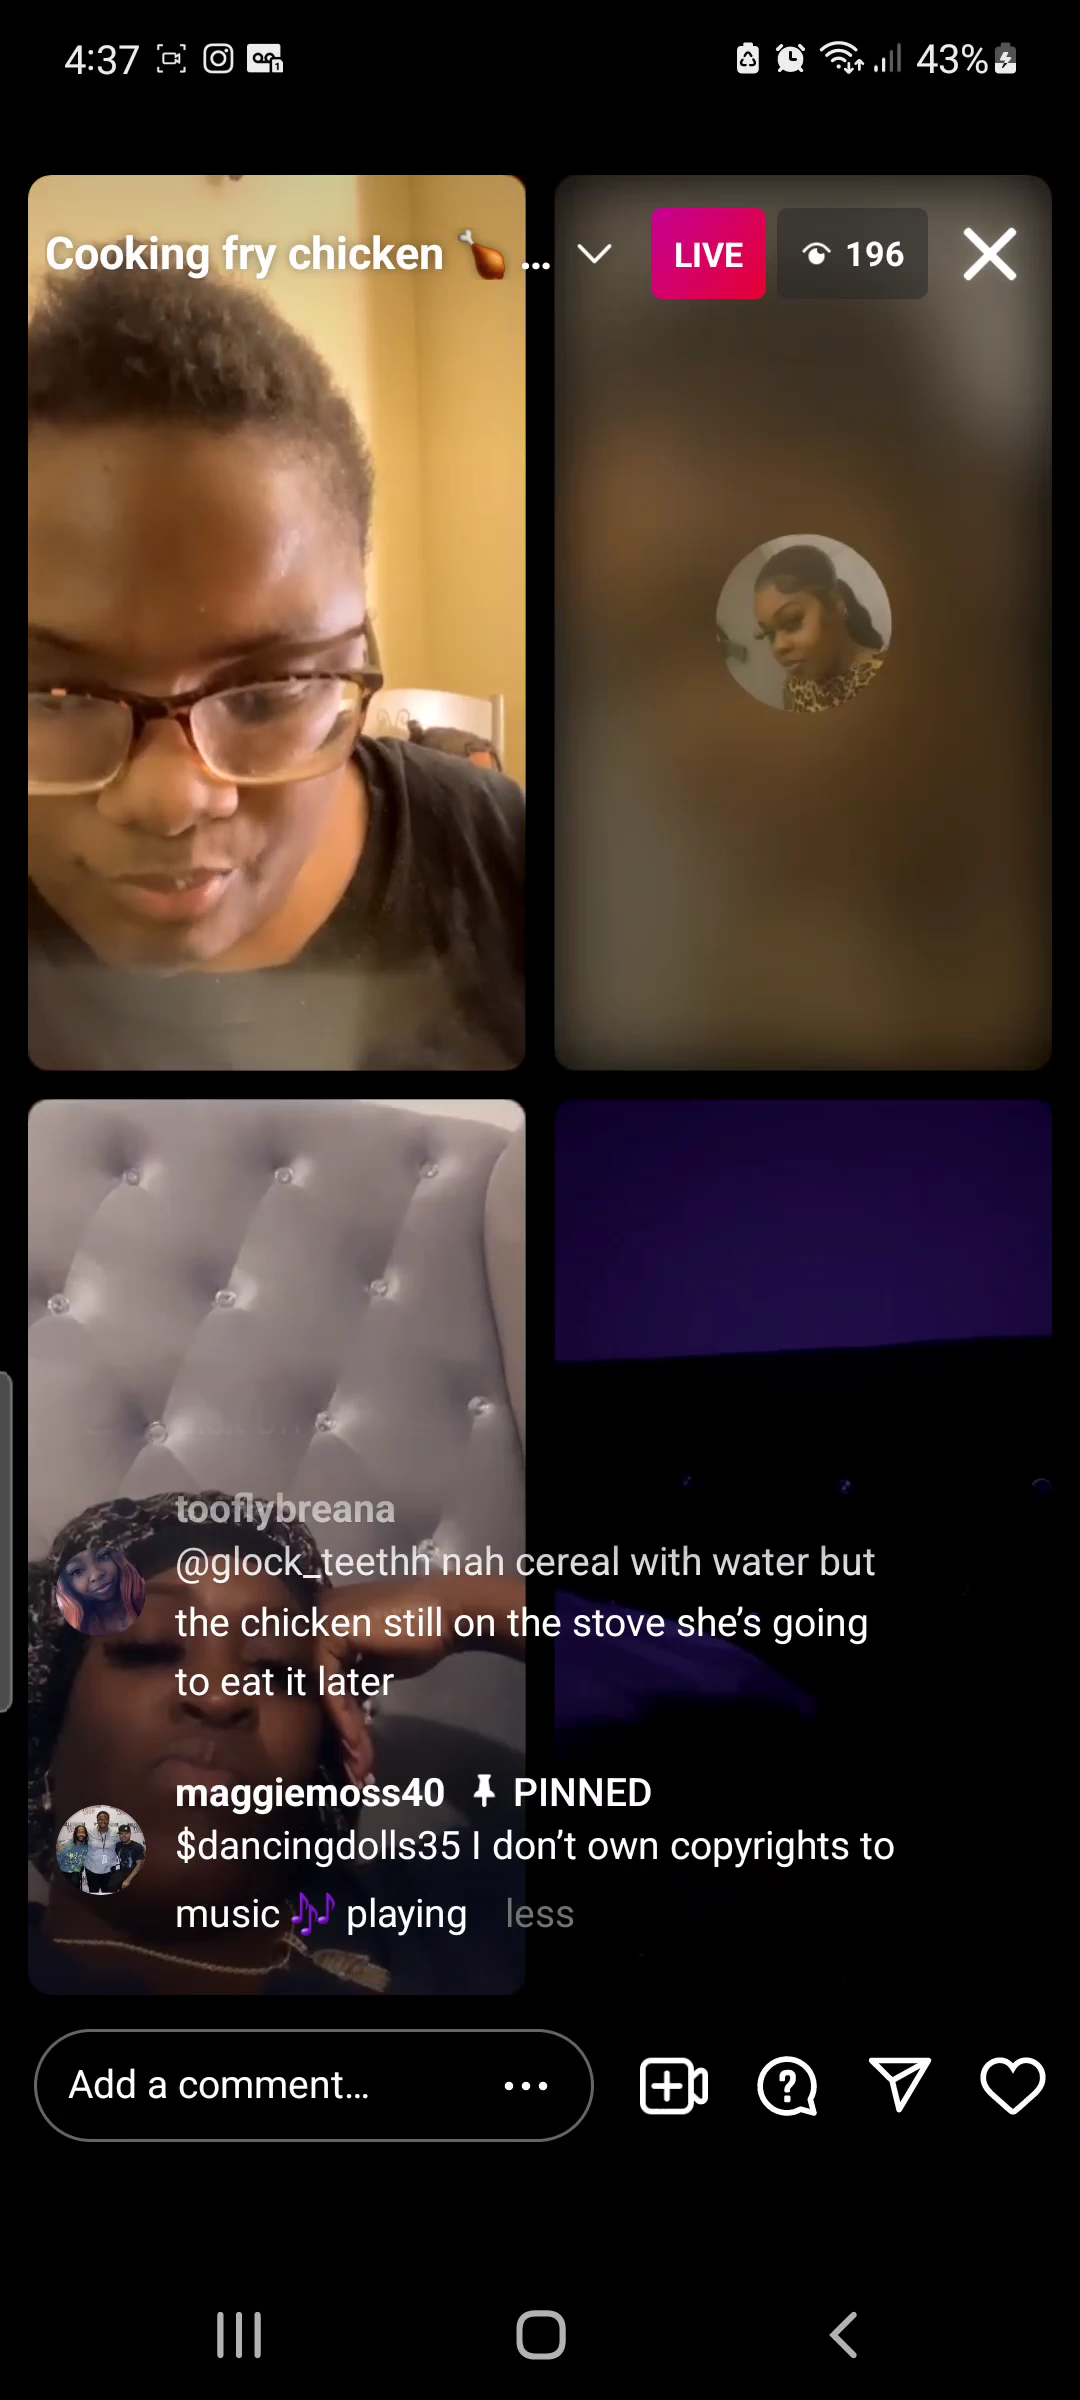 4:37
43%
Cooking fry chicken 🍗 ...
LIVE
196
tooflybreana
@glock_teethh nah cereal with water but
the chicken still on the stove she's going
to eat it later
maggiemoss40 PINNED
$dancingdolls35 I don't own copyrights to
music 🎶 playing less
Add a comment...